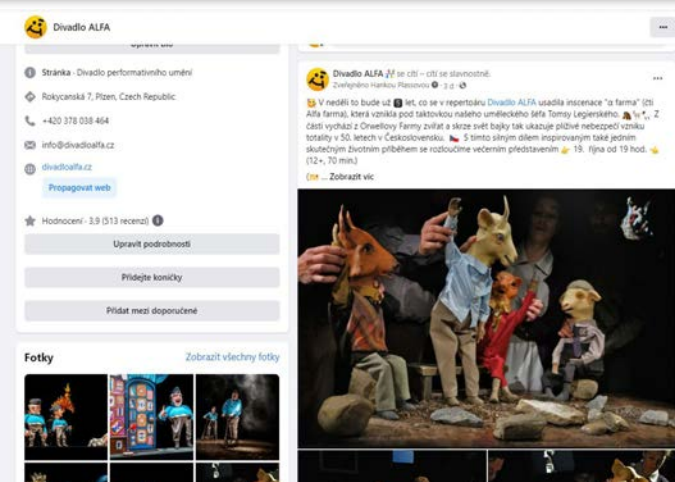 Divadlo ALFA
Upravit bio
Stránka · Divadlo performativního umění
Rokycanská 7, Plzen, Czech Republic
+420 378 038 464
info@divadloalfa.cz
divadloalfa.cz
Propagovat web
Hodnocení · 3,9 (513 recenzí)
Upravit podrobnosti
Přidejte koníčky
Přidat mezi doporučené
Fotky
Zobrazit všechny fotky
Divadlo ALFA se cítí – cítí se slavnostně.
Zveřejněno Hankou Plassovou · 3 d ·
V neděli to bude už let, co se v repertoáru Divadlo ALFA usadila inscenace "α farma" (čti
Alfa farma), která vznikla pod taktovkou našeho uměleckého šéfa Tomsy Legierského. Z
části vychází z Orwellovy Farmy zvířat a skrze svět bajky tak ukazuje plíživé nebezpečí vzniku
totality v 50. letech v Československu. S tímto silným dílem inspirovaným také jedním
skutečným životním příběhem se rozloučíme večerním představením 19. října od 19 hod.
(12+, 70 min.)
... Zobrazit víc